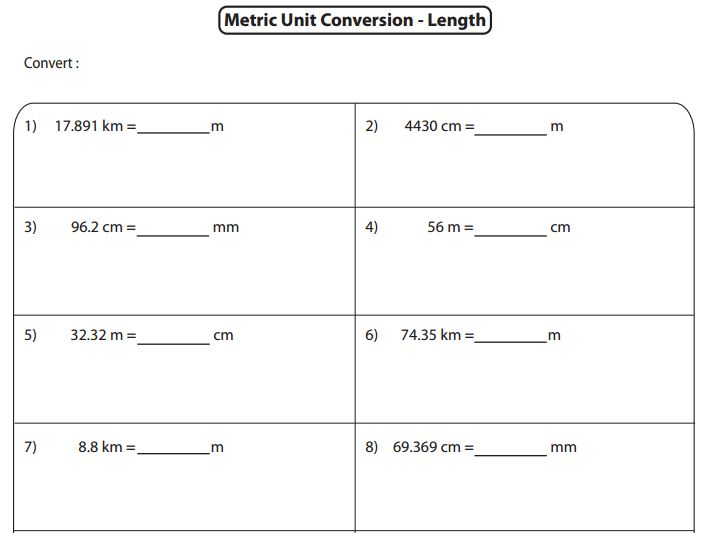 Metric Unit Conversion - Length
Convert :
1) 17.891 km =_________m
2) 4430 cm =_________ m
3) 96.2 cm =_________ mm
4) 56 m =_________ cm
5) 32.32 m =_________ cm
6) 74.35 km =_________m
7) 8.8 km =_________m
8) 69.369 cm =_________ mm